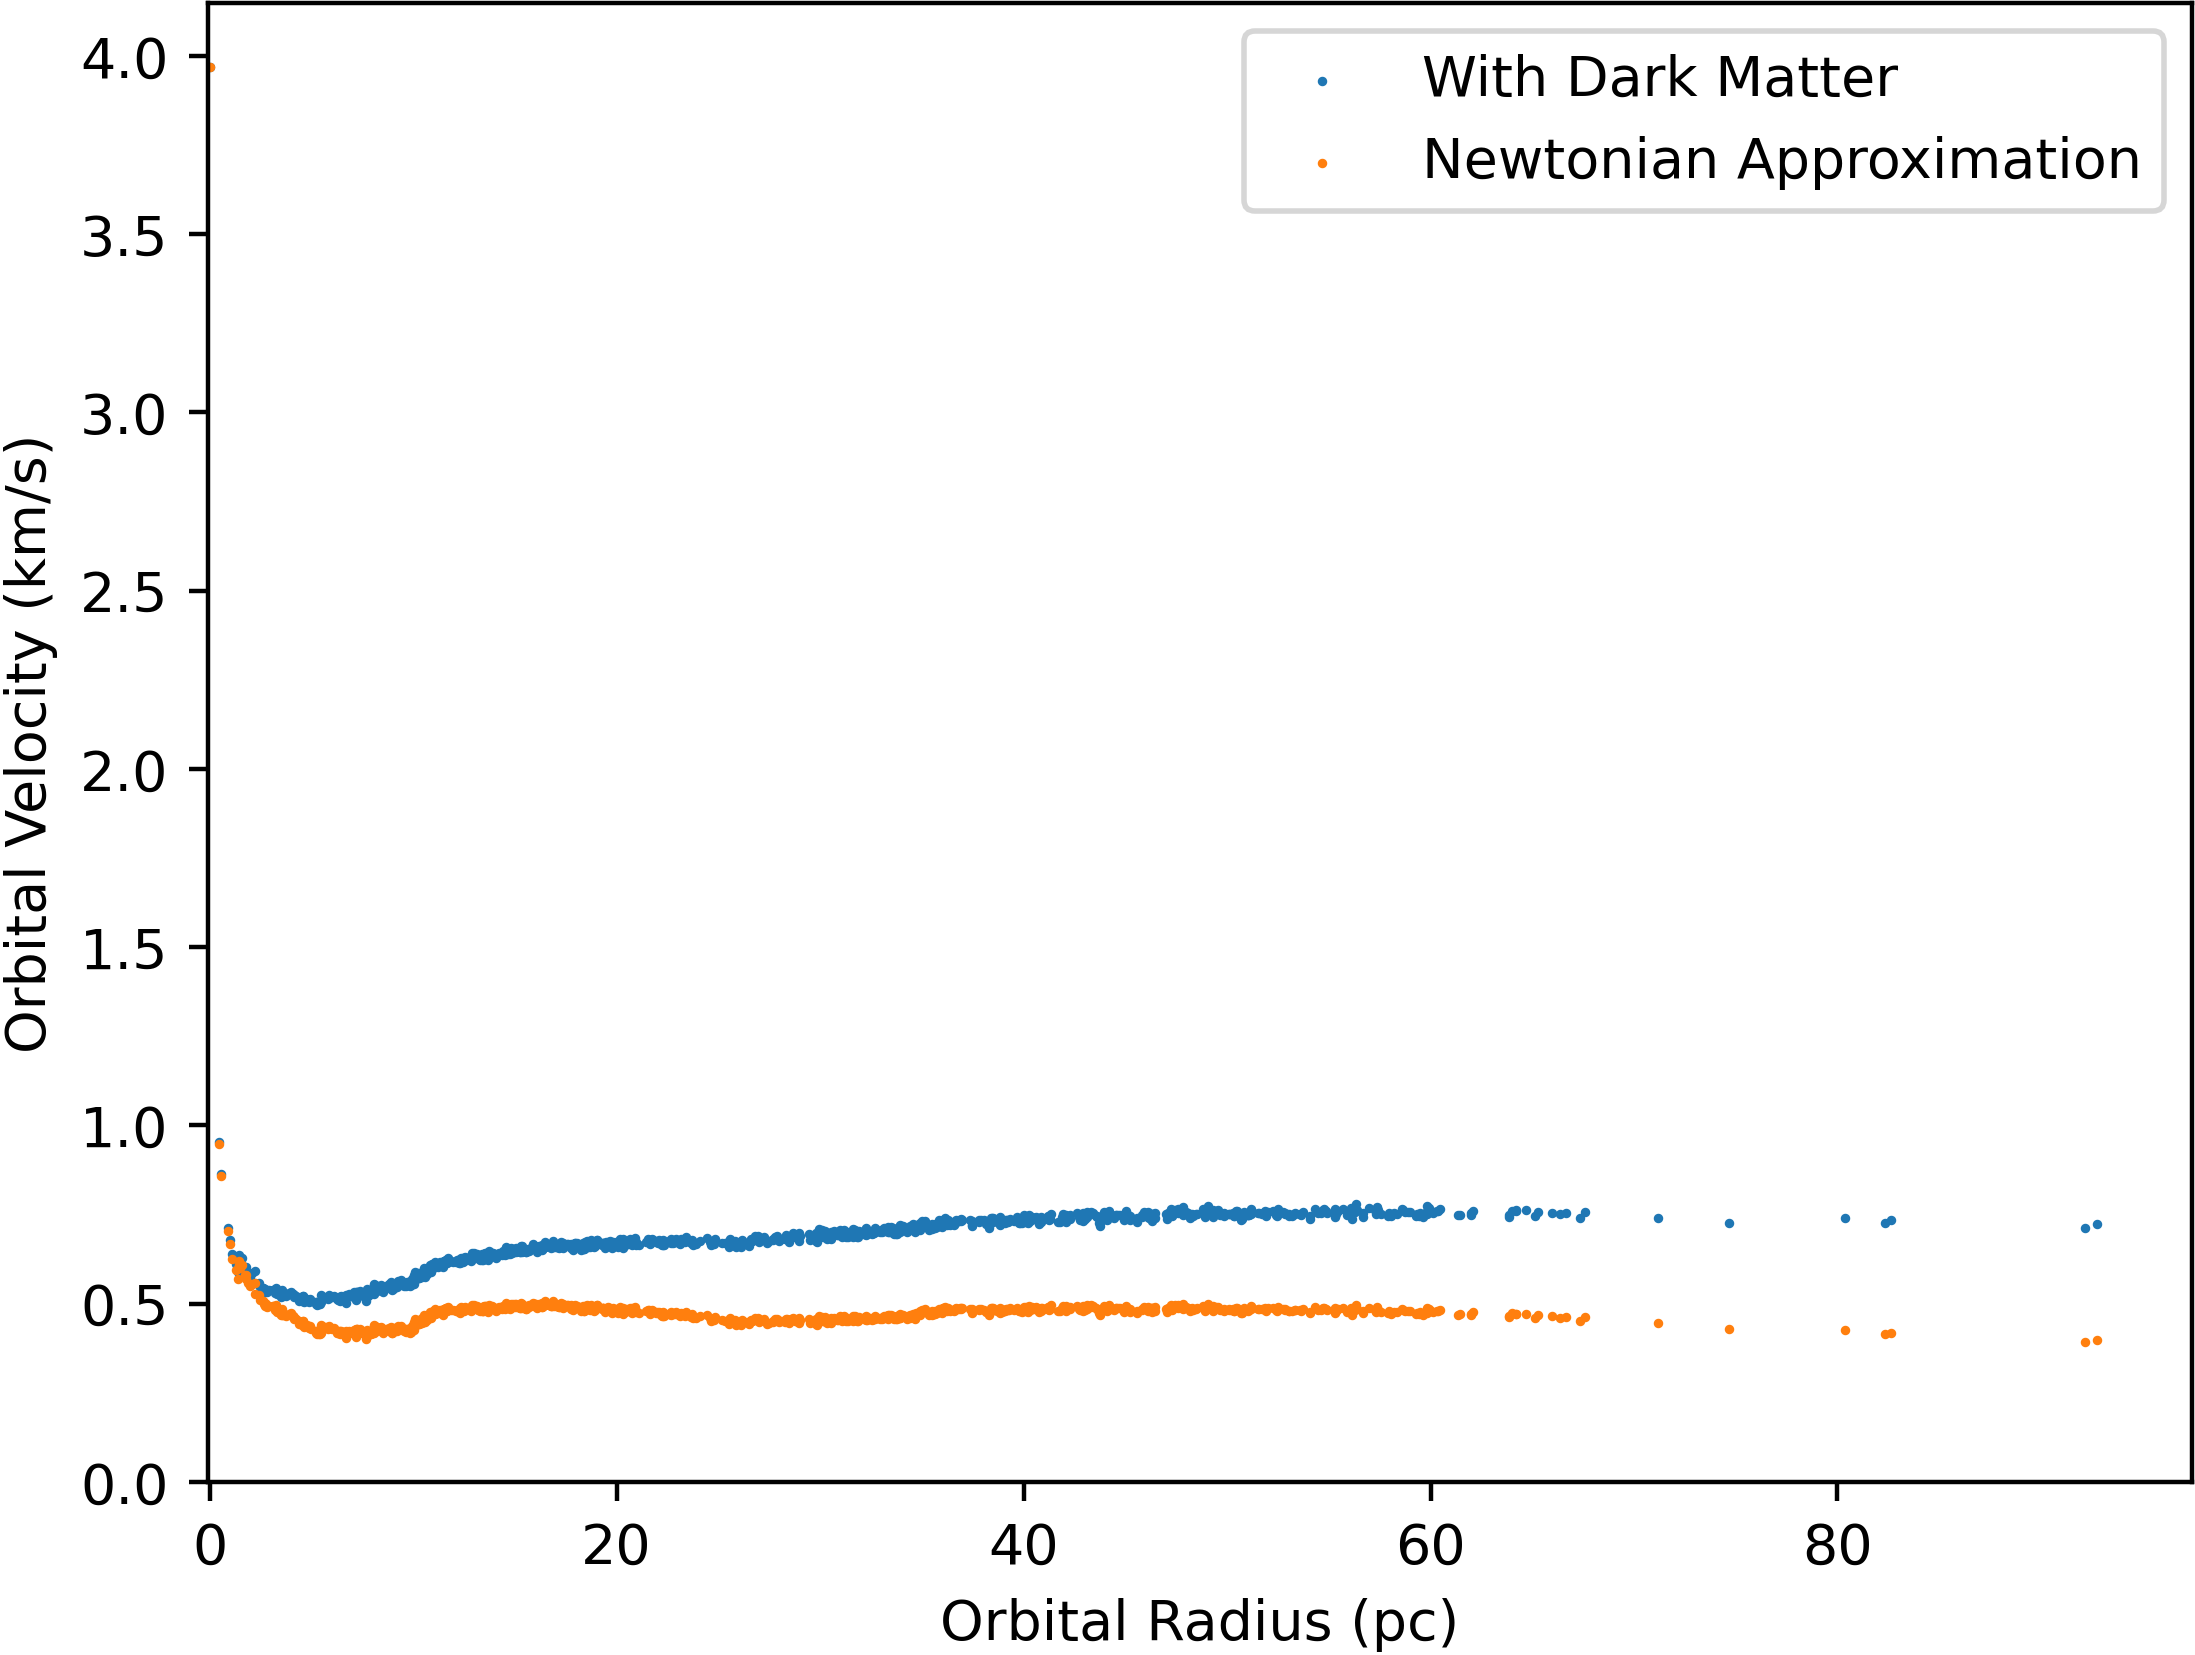 With Dark Matter
Newtonian Approximation
4.0
3.5
3.0
2.5
2.0
1.5
1.0
0.5
0.0
Orbital Velocity (km/s)
0 20 40 60 80
Orbital Radius (pc)